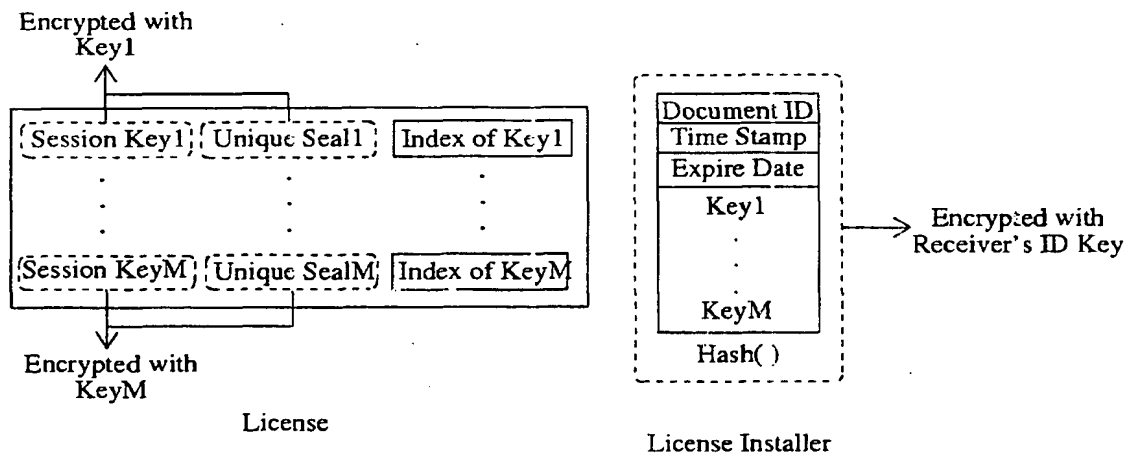 Encrypted with
Key1
Session Key1 Unique Seal1 Index of Key1
Session KeyM Unique SealM Index of KeyM
Encrypted with
KeyM
License
Document ID
Time Stamp
Expire Date
Key1
KeyM
Hash( )
Encrypted with
Receiver's ID Key
License Installer